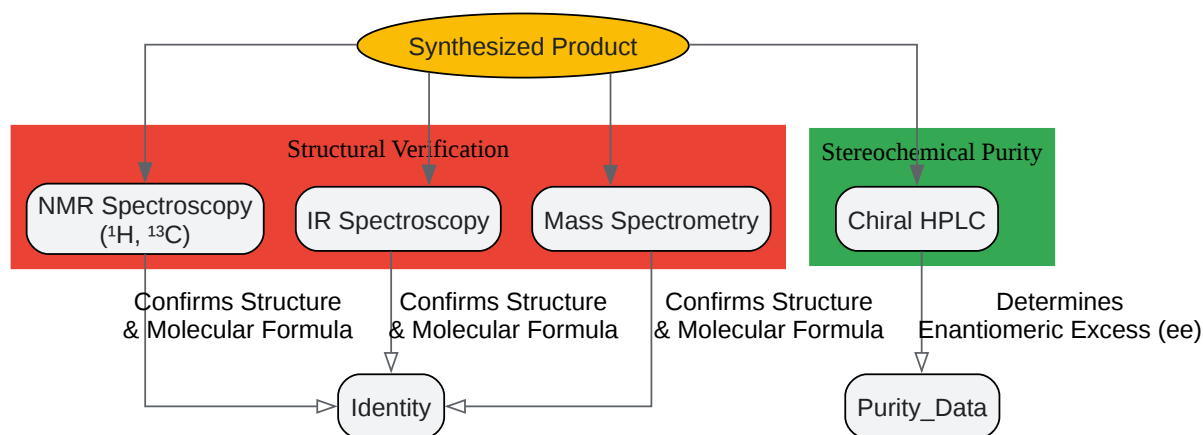 Synthesized Product
Structural Verification
Stereochemical Purity
NMR Spectroscopy
(¹H, ¹³C)
IR Spectroscopy
Mass Spectrometry
Chiral HPLC
Confirms Structure
& Molecular Formula
Confirms Structure
& Molecular Formula
Confirms Structure
& Molecular Formula
Determines
Enantiomeric Excess (ee)
Identity
Purity_Data